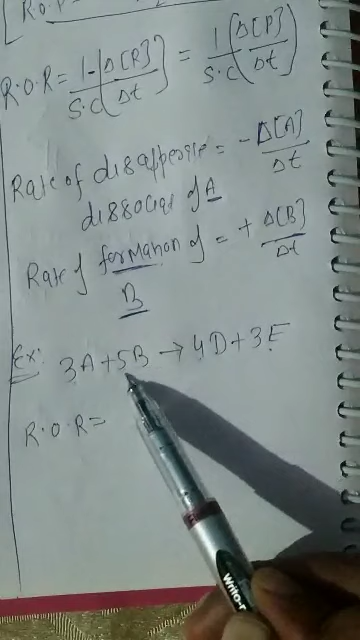 R.O.R
R.O.R = 1/S.C (-Δ[R]/Δt) = 1/S.C (Δ[P]/Δt)
Rate of disappearance = - Δ[A]/Δt
of A
Rate of formation of = + Δ[B]/Δt
B
Ex: 3A + 5B → 4D + 3E
R.O.R =
Write-